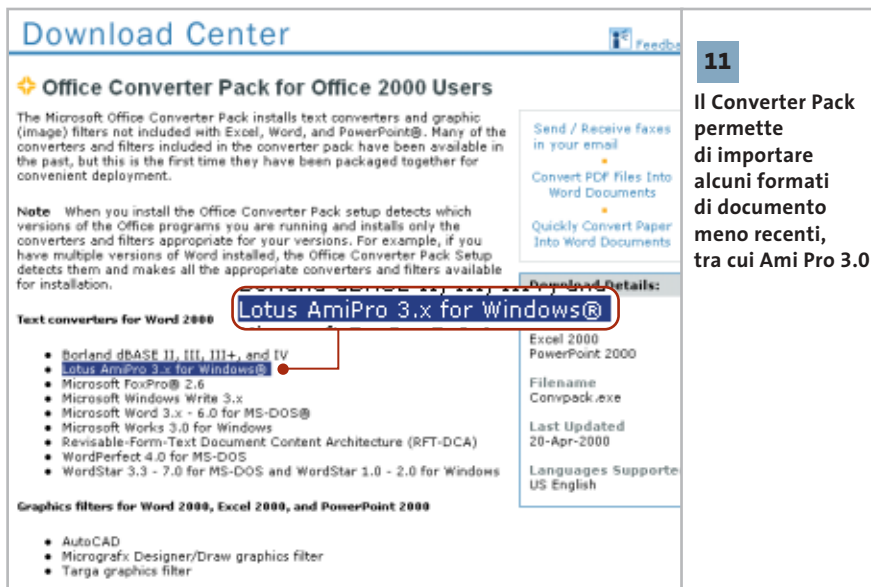 Download Center
Feedba
Office Converter Pack for Office 2000 Users
The Microsoft Office Converter Pack installs text converters and graphic
(image) filters not included with Excel, Word, and PowerPoint®. Many of the
converters and filters included in the converter pack have been available in
the past, but this is the first time they have been packaged together for
convenient deployment.
Note When you install the Office Converter Pack setup detects which
versions of the Office programs you are running and installs only the
converters and filters appropriate for your versions. For example, if you
have multiple versions of Word installed, the Office Converter Pack Setup
detects them and makes all the appropriate converters and filters available
for installation.
Text converters for Word 2000
Borland dBASE II, III, III+, and IV
Lotus AmiPro 3.x for Windows®
Microsoft FoxPro® 2.6
Microsoft Windows Write 3.x
Microsoft Word 3.x - 6.0 for MS-DOS®
Microsoft Works 3.0 for Windows
Revisable-Form-Text Document Content Architecture (RFT-DCA)
WordPerfect 4.0 for MS-DOS
WordStar 3.3 - 7.0 for MS-DOS and WordStar 1.0 - 2.0 for Windows
Graphics filters for Word 2000, Excel 2000, and PowerPoint 2000
AutoCAD
Micrografx Designer/Draw graphics filter
Targa graphics filter
Lotus AmiPro 3.x for Windows®
Send / Receive faxes
in your email
Convert PDF Files Into
Word Documents
Quickly Convert Paper
Into Word Documents
Download Details:
Excel 2000
PowerPoint 2000
Filename
Convpack.exe
Last Updated
20-Apr-2000
Languages Supporte
US English
11
Il Converter Pack
permette
di importare
alcuni formati
di documento
meno recenti,
tra cui Ami Pro 3.0